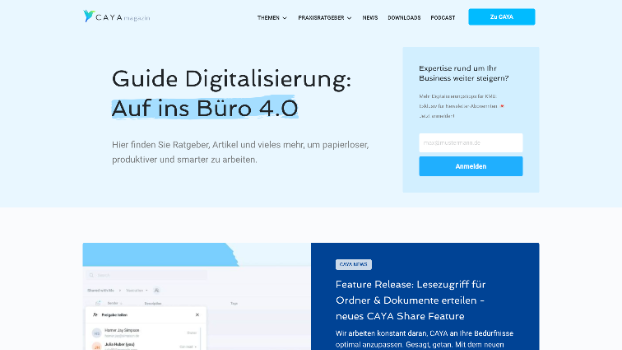 CAYA magazin
THEMEN
PRAXISRATGEBER
NEWS
DOWNLOADS
PODCAST
Zu CAYA
Guide Digitalisierung:
Auf ins Büro 4.0
Hier finden Sie Ratgeber, Artikel und vieles mehr, um papierloser,
produktiver und smarter zu arbeiten.
Expertise rund um Ihr
Business weiter steigern?
Anmelden
CAYA NEWS
Feature Release: Lesezugriff für
Ordner & Dokumente erteilen -
neues CAYA Share Feature
Wir arbeiten konstant daran, CAYA an Ihre Bedürfnisse
optimal anzupassen. Gesagt, getan. Mit dem neuen